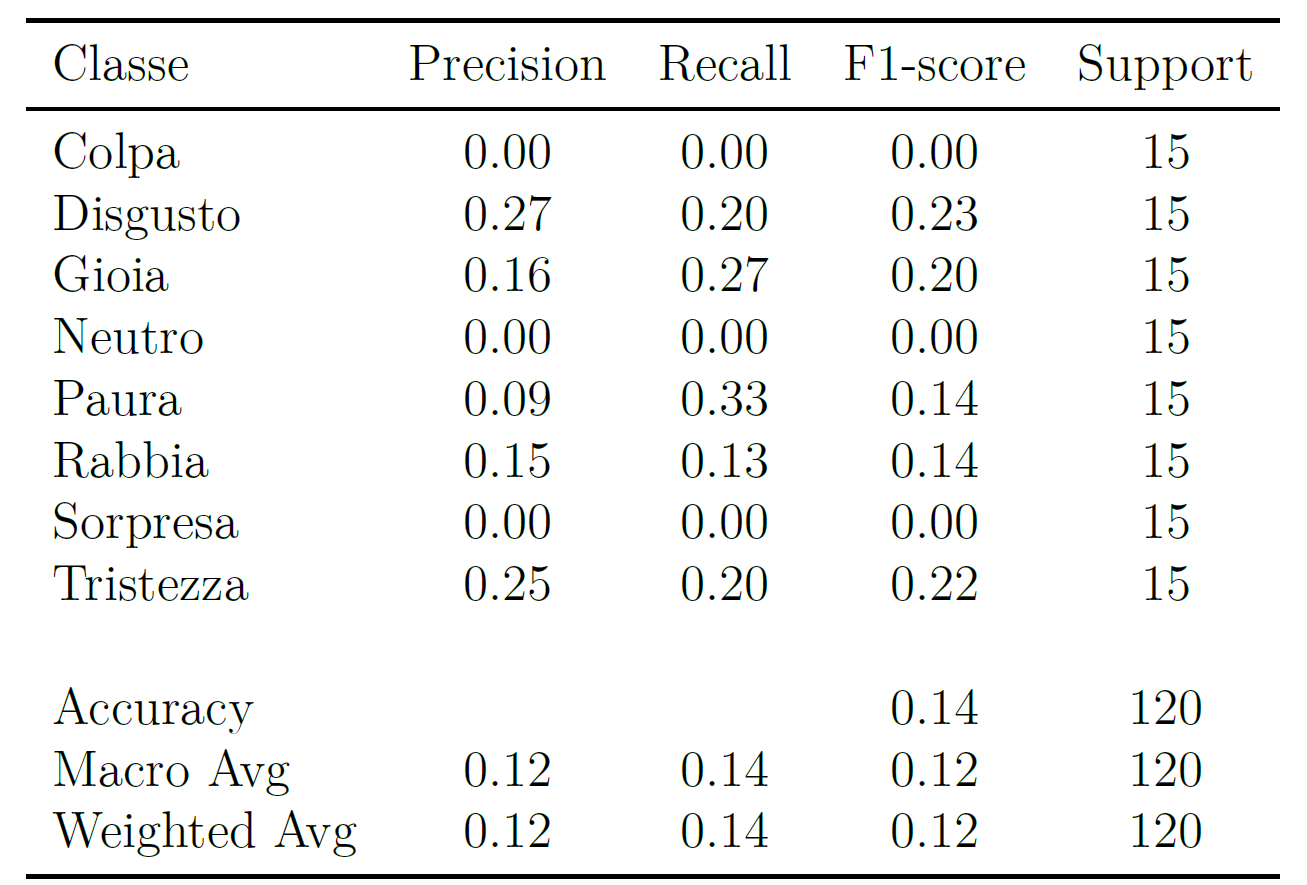 Classe Precision Recall F1-score Support
Colpa 0.00 0.00 0.00 15
Disgusto 0.27 0.20 0.23 15
Gioia 0.16 0.27 0.20 15
Neutro 0.00 0.00 0.00 15
Paura 0.09 0.33 0.14 15
Rabbia 0.15 0.13 0.14 15
Sorpresa 0.00 0.00 0.00 15
Tristezza 0.25 0.20 0.22 15
Accuracy 0.14 120
Macro Avg 0.12 0.14 0.12 120
Weighted Avg 0.12 0.14 0.12 120